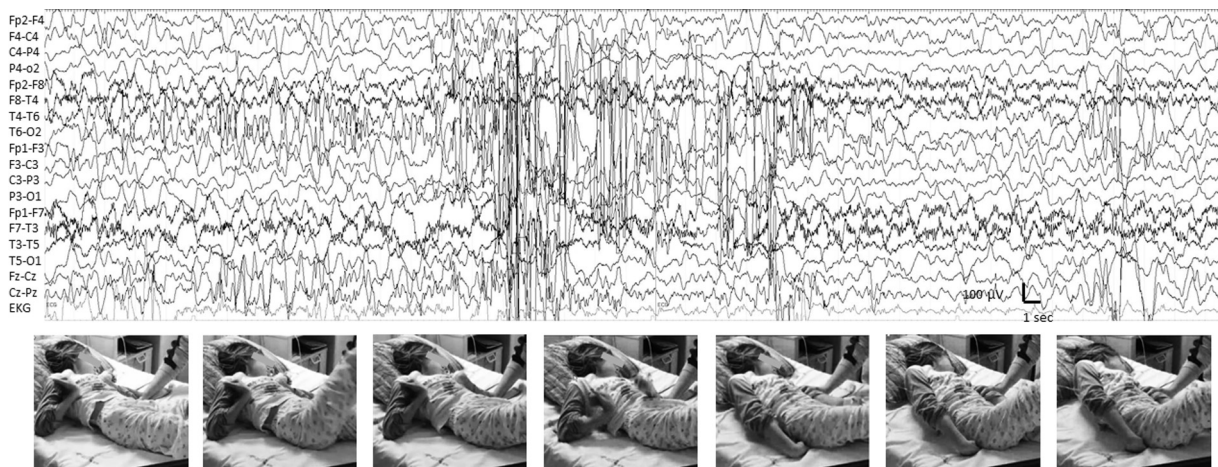 Fp2-F4
F4-C4
C4-P4
P4-o2
Fp2-F8
F8-T4
T4-T6
T6-O2
Fp1-F3
F3-C3
C3-P3
P3-O1
Fp1-F7
F7-T3
T3-T5
T5-O1
Fz-Cz
Cz-Pz
EKG
100 µV
1 sec